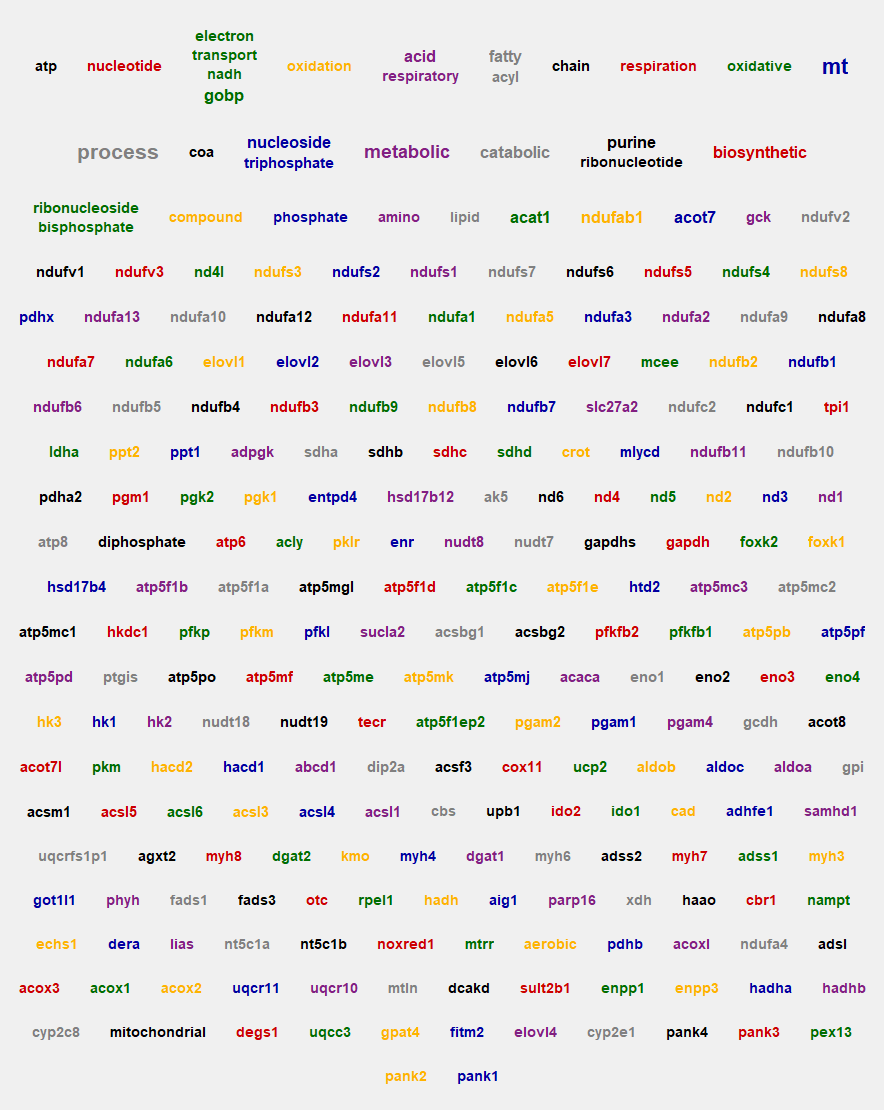 electron
transport
nadh
gobp
atp nucleotide oxidation acid respiratory fatty acyl chain respiration oxidative mt
process coa nucleoside triphosphate metabolic catabolic purine ribonucleotide biosynthetic
ribonucleoside bisphosphate compound phosphate amino lipid acat1 ndufab1 acot7 gck ndufv2
ndufv1 ndufv3 nd4l ndufs3 ndufs2 ndufs1 ndufs7 ndufs6 ndufs5 ndufs4 ndufs8
pdhx ndufa13 ndufa10 ndufa12 ndufa11 ndufa1 ndufa5 ndufa3 ndufa2 ndufa9 ndufa8
ndufa7 ndufa6 elovl1 elovl2 elovl3 elovl5 elovl6 elovl7 mcee ndufb2 ndufb1
ndufb6 ndufb5 ndufb4 ndufb3 ndufb9 ndufb8 ndufb7 slc27a2 ndufc2 ndufc1 tpi1
ldha ppt2 ppt1 adpgk sdha sdhb sdhc sdhd crot mlycd ndufb11 ndufb10
pdha2 pgm1 pgk2 pgk1 entpd4 hsd17b12 ak5 nd6 nd4 nd5 nd2 nd3 nd1
atp8 diphosphate atp6 acly pklr enr nudt8 nudt7 gapdhs gapdh foxk2 foxk1
hsd17b4 atp5f1b atp5f1a atp5mgl atp5f1d atp5f1c atp5f1e htd2 atp5mc3 atp5mc2
atp5mc1 hkdc1 pfkp pfkm pfkl sucla2 acsbg1 acsbg2 pfkfb2 pfkfb1 atp5pb atp5pf
atp5pd ptgis atp5po atp5mf atp5me atp5mk atp5mj acaca eno1 eno2 eno3 eno4
hk3 hk1 hk2 nudt18 nudt19 tecr atp5f1ep2 pgam2 pgam1 pgam4 gcdh acot8
acot7l pkm hacd2 hacd1 abcd1 dip2a acsf3 cox11 ucp2 aldob aldoc aldoa gpi
acsm1 acsl5 acsl6 acsl3 acsl4 acsl1 cbs upb1 ido2 ido1 cad adhfe1 samhd1
uqcrfs1p1 agxt2 myh8 dgat2 kmo myh4 dgat1 myh6 adss2 myh7 adss1 myh3
got1l1 phyh fads1 fads3 otc rpel1 hadh aig1 parp16 xdh haao cbr1 nampt
echs1 dera lias nt5c1a nt5c1b noxred1 mtrr aerobic pdhb acoxl ndufa4 adsl
acox3 acox1 acox2 uqcr11 uqcr10 mtln dcakd sult2b1 enpp1 enpp3 hadha hadhb
cyp2c8 mitochondrial degs1 uqcc3 gpat4 fitm2 elovl4 cyp2e1 pank4 pank3 pex13
pank2 pank1